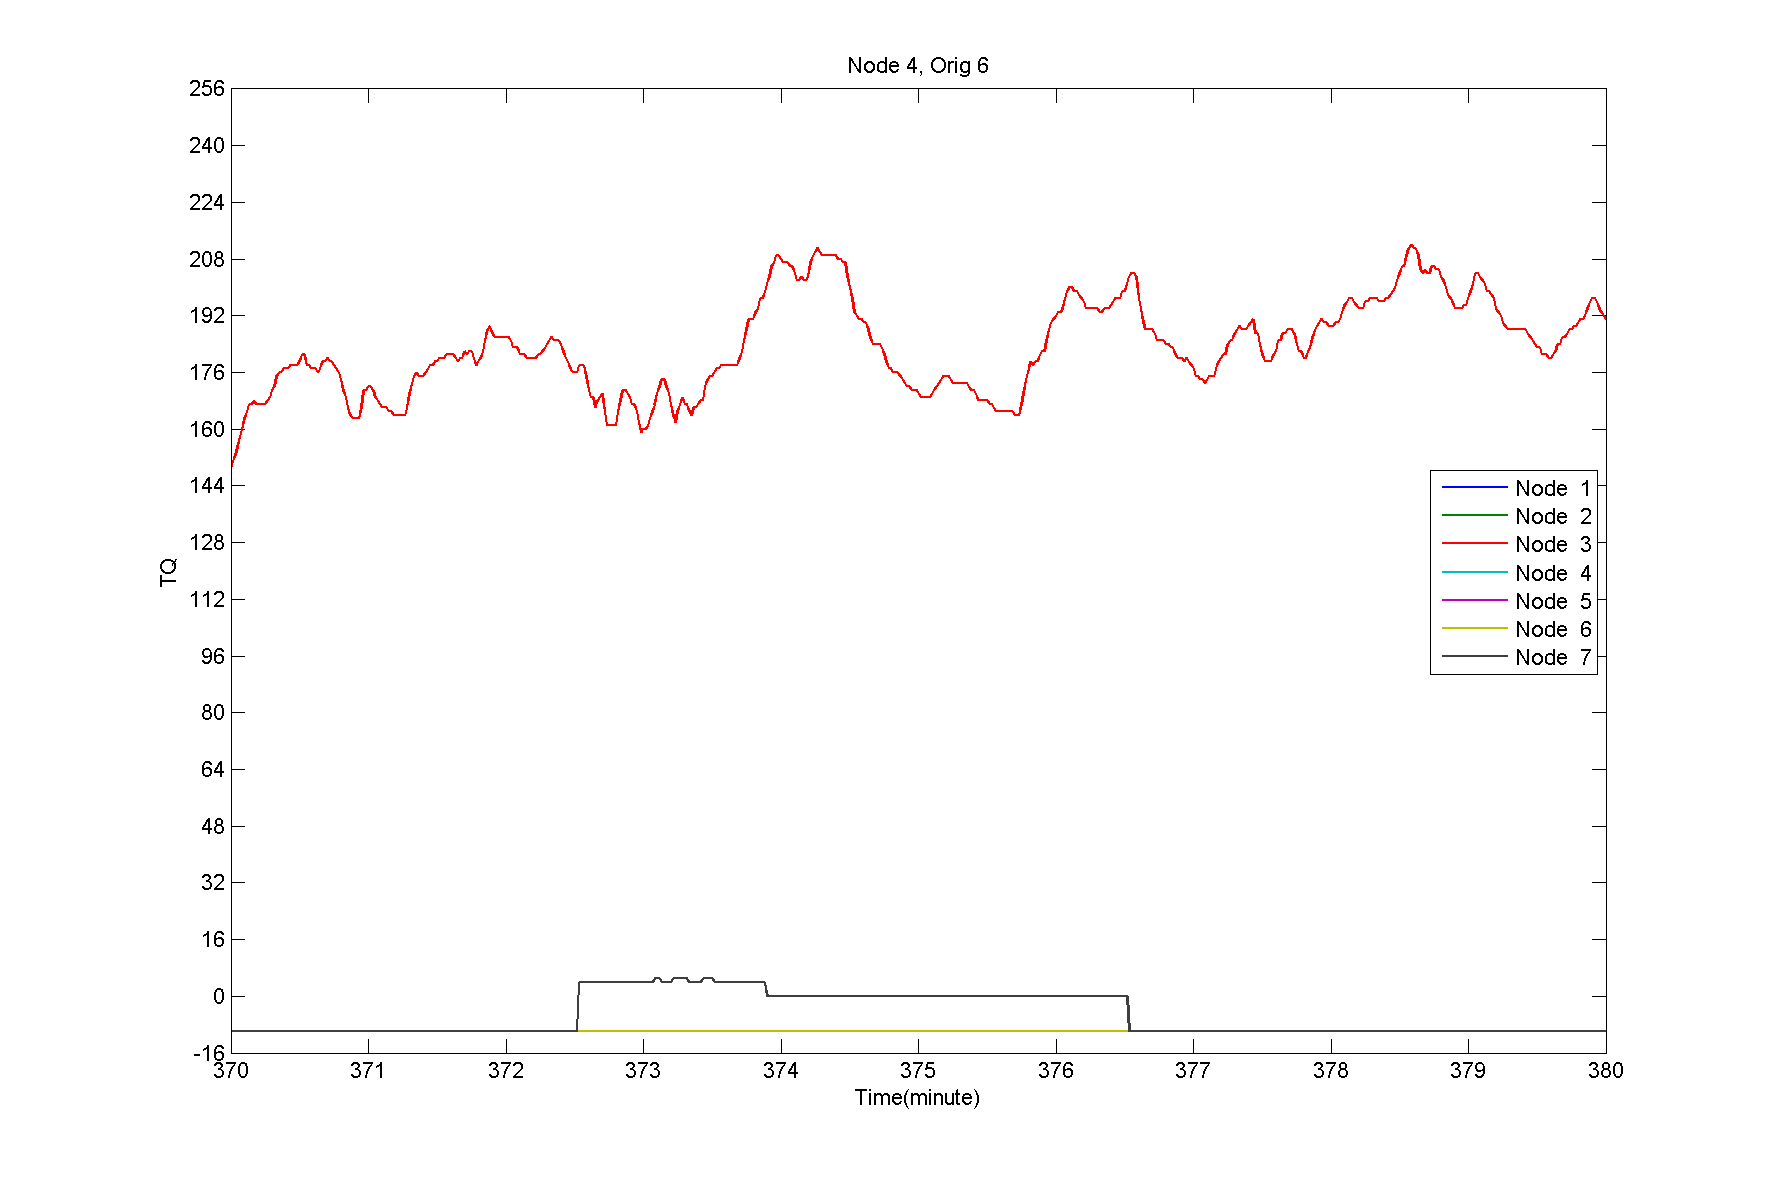 Node 4, Orig 6
256
240
224
208
192
176
160
144
128
112
96
80
64
48
32
16
0
-16
TQ
Node 1
Node 2
Node 3
Node 4
Node 5
Node 6
Node 7
370 371 372 373 374 375 376 377 378 379 380
Time(minute)